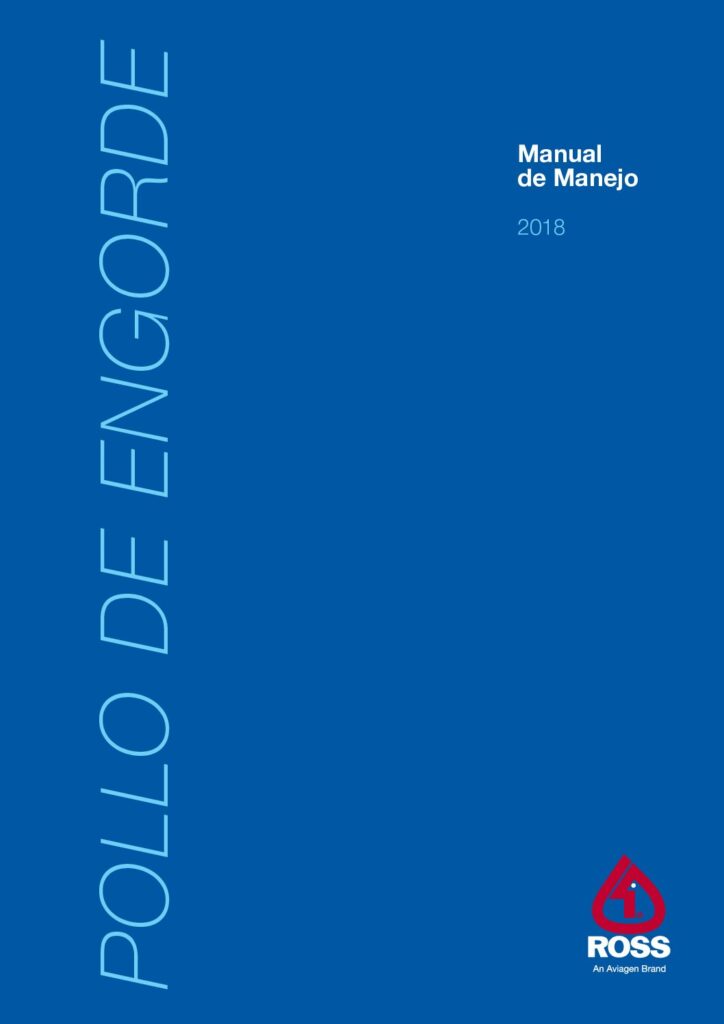 POLLO DE ENGORDE
Manual
de Manejo
2018
ROSS
An Aviagen Brand